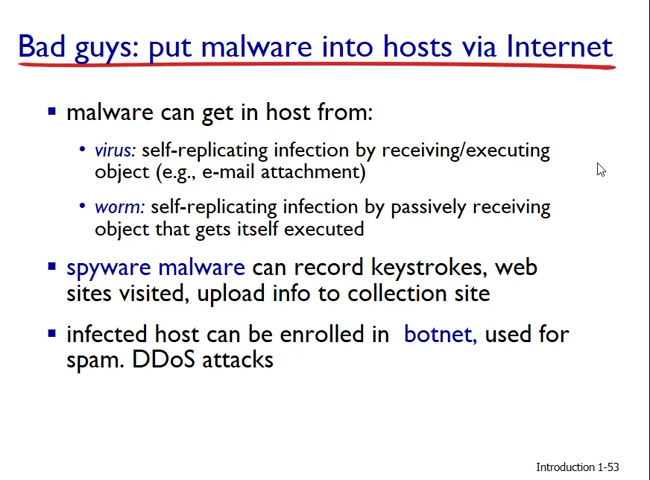 Bad guys: put malware into hosts via Internet
▪ malware can get in host from:
• virus: self-replicating infection by receiving/executing
object (e.g., e-mail attachment)
• worm: self-replicating infection by passively receiving
object that gets itself executed
▪ spyware malware can record keystrokes, web
sites visited, upload info to collection site
▪ infected host can be enrolled in botnet, used for
spam. DDoS attacks
Introduction 1-53